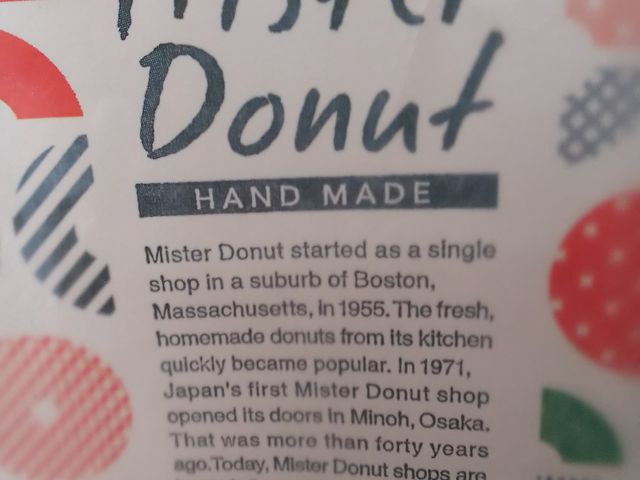 Mister
Donut
HAND MADE
Mister Donut started as a single
shop in a suburb of Boston,
Massachusetts, in 1955. The fresh,
homemade donuts from its kitchen
quickly became popular. In 1971,
Japan's first Mister Donut shop
opened its doors in Minoh, Osaka.
That was more than forty years
ago.Today, Mister Donut shops are